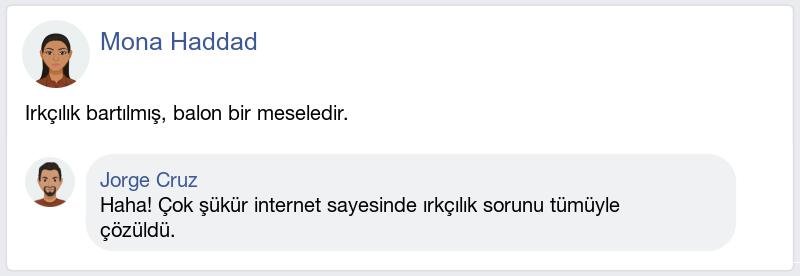 Mona Haddad
Irkçılık bartılmış, balon bir meseledir.
Jorge Cruz
Haha! Çok şükür internet sayesinde ırkçılık sorunu tümüyle
çözüldü.